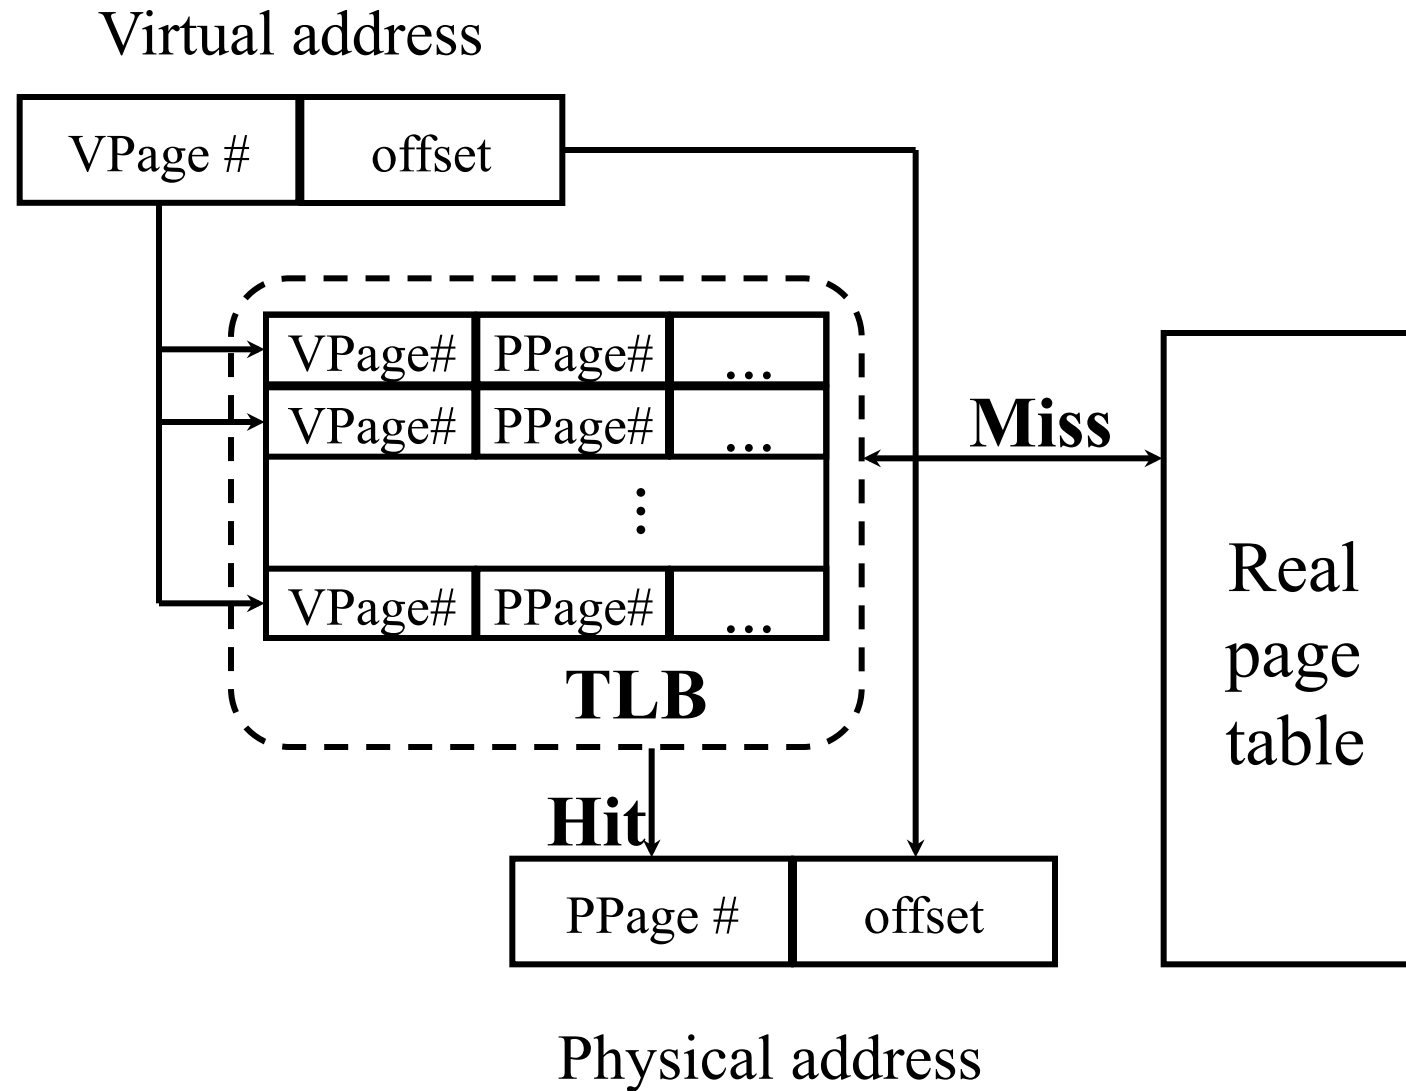 Virtual address
VPage # offset
VPage# PPage# ...
VPage# PPage# ...
Miss
⋮
VPage# PPage# ...
Real
page
table
TLB
Hit
PPage # offset
Physical address